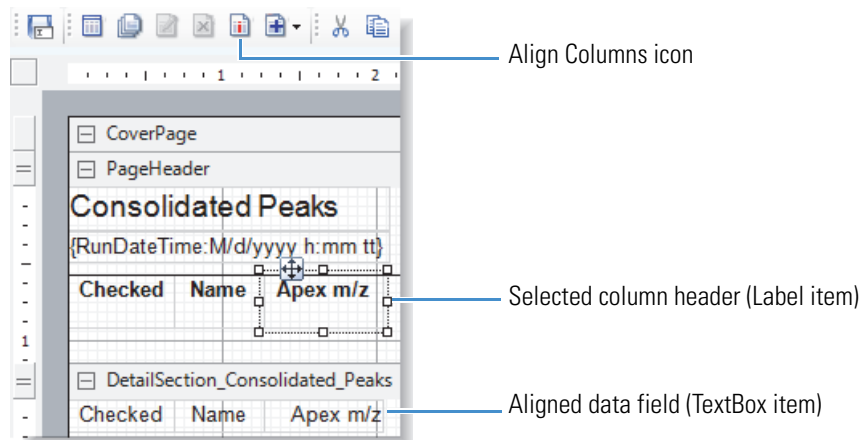 Align Columns icon
1 2
CoverPage
PageHeader
Consolidated Peaks
{RunDateTime:M/d/yyyy h:mm tt}
Checked Name Apex m/z
Selected column header (Label item)
1
DetailSection_Consolidated_Peaks
Checked Name Apex m/z
Aligned data field (TextBox item)